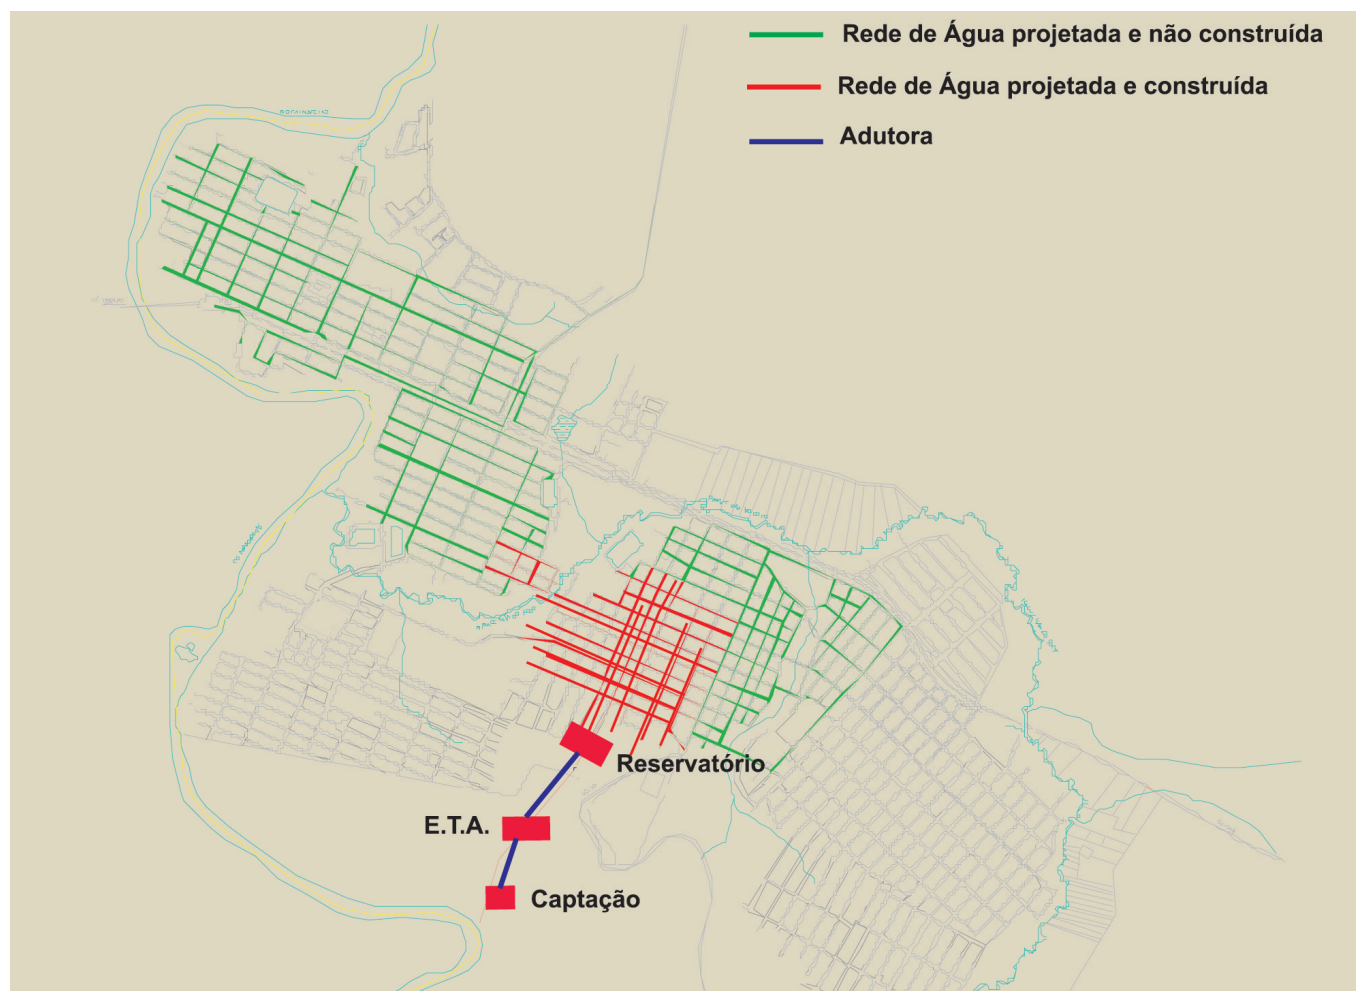 Rede de Água projetada e não construída
Rede de Água projetada e construída
Adutora
Reservatório
E.T.A.
Captação